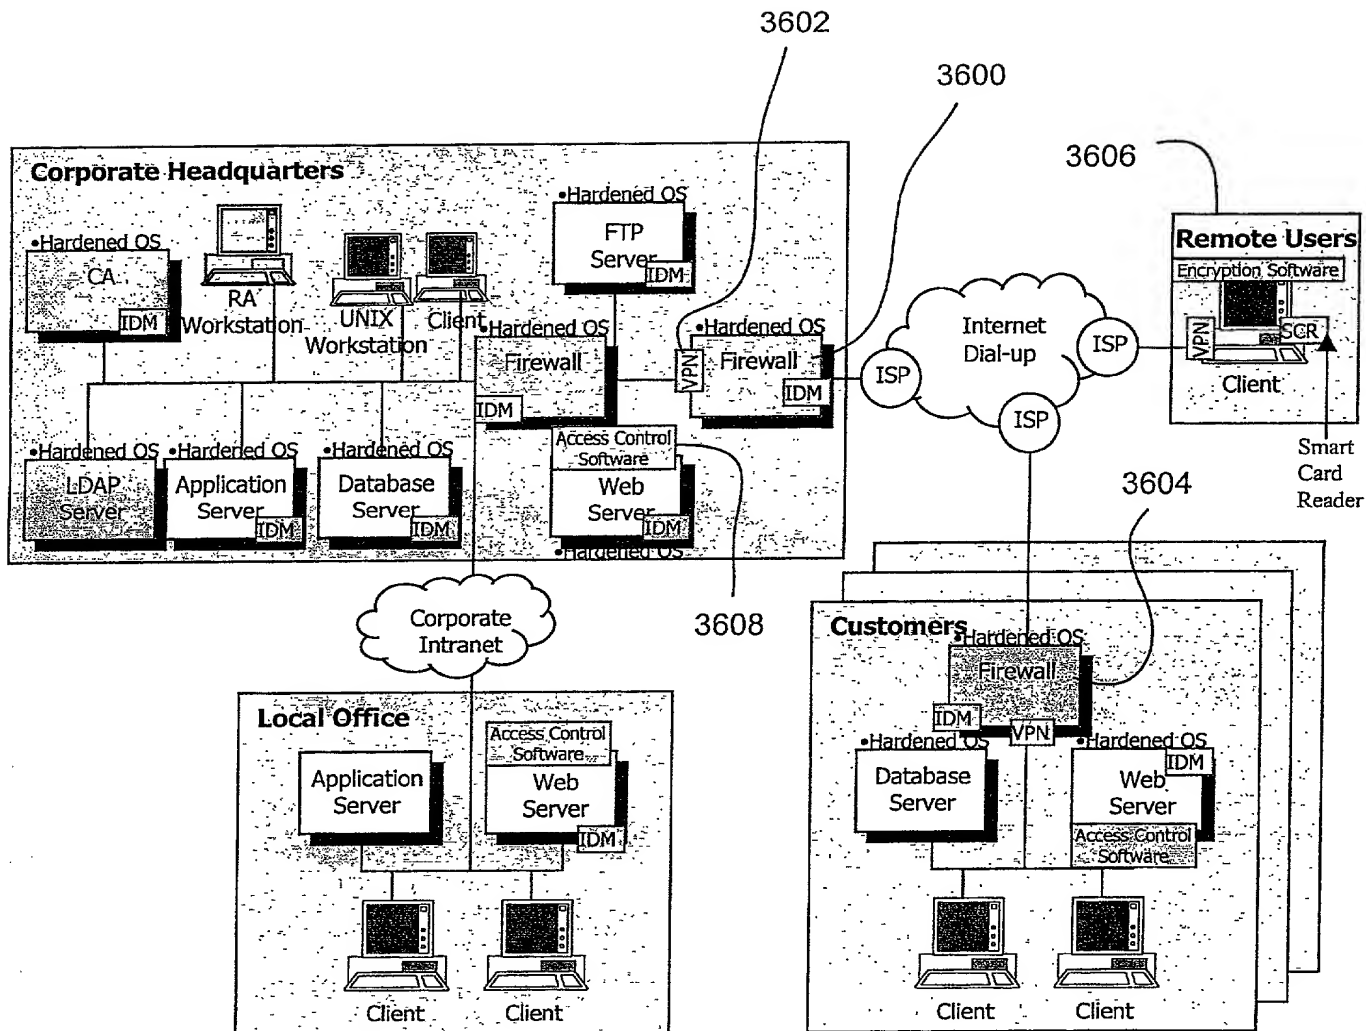 3602
3600
3606
Corporate Headquarters
•Hardened OS
CA
IDM
RA
Workstation
UNIX
Workstation
Client
•Hardened OS
FTP
Server
IDM
•Hardened OS
Firewall
IDM
VPN
•Hardened OS
Firewall
IDM
•Hardened OS
LDAP
Server
•Hardened OS
Application
Server
IDM
•Hardened OS
Database
Server
IDM
Access Control
Software
Web
Server
IDM
•Hardened OS
ISP
Internet
Dial-up
ISP
ISP
Remote Users
Encryption Software
VPN
SCR
Client
Smart
Card
Reader
3604
3608
Corporate
Intranet
Local Office
Application
Server
Access Control
Software
Web
Server
IDM
Client
Client
Customers
•Hardened OS
Firewall
IDM
VPN
•Hardened OS
Database
Server
•Hardened OS
IDM
Web
Server
Access Control
Software
Client
Client